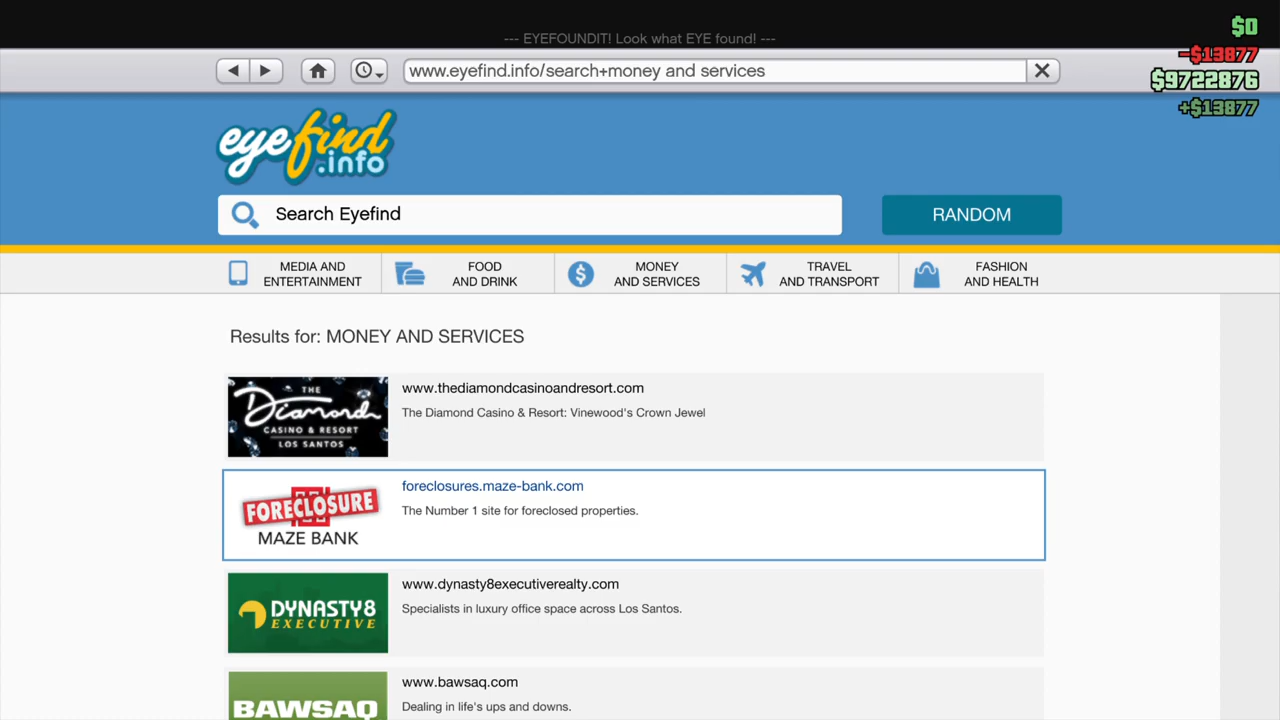 --- EYEFOUNDIT! Look what EYE found! ---
$0
-$13877
$9722876
+$13877
www.eyefind.info/search+money and services
eyefind
.info
Search Eyefind
RANDOM
MEDIA AND
ENTERTAINMENT
FOOD
AND DRINK
MONEY
AND SERVICES
TRAVEL
AND TRANSPORT
FASHION
AND HEALTH
Results for: MONEY AND SERVICES
THE
Diamond
CASINO & RESORT
LOS SANTOS
www.thediamondcasinoandresort.com
The Diamond Casino & Resort: Vinewood's Crown Jewel
FORECLOSURE
MAZE BANK
foreclosures.maze-bank.com
The Number 1 site for foreclosed properties.
DYNASTY8
EXECUTIVE
www.dynasty8executiverealty.com
Specialists in luxury office space across Los Santos.
BAWSAQ
www.bawsaq.com
Dealing in life's ups and downs.